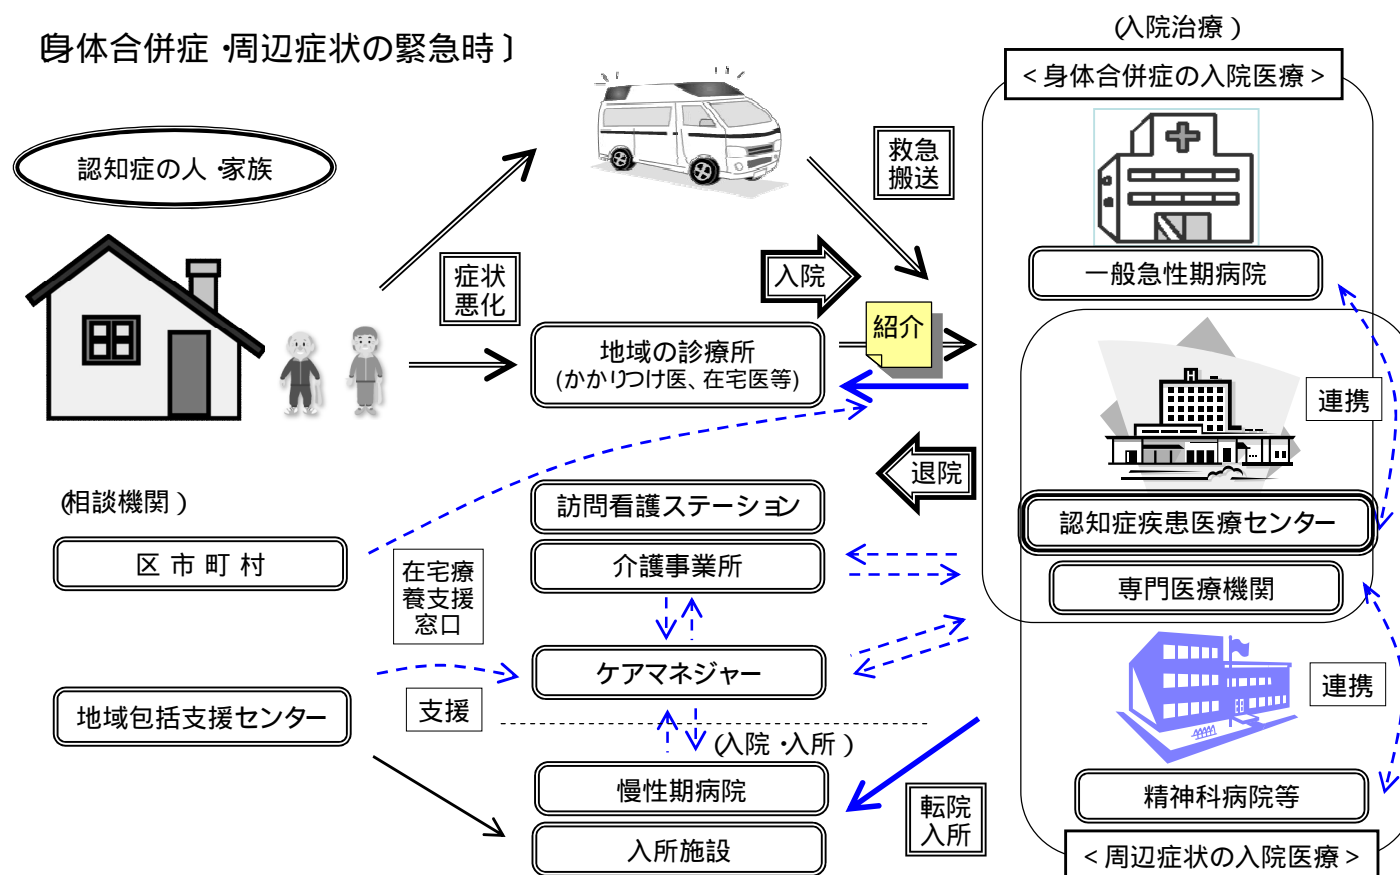 〔身体合併症・周辺症状の緊急時〕
(入院治療)
<身体合併症の入院医療>
認知症の人・家族
救急
搬送
症状
悪化
入院
一般急性期病院
紹介
地域の診療所
(かかりつけ医、在宅医等)
連携
退院
(相談機関)
訪問看護ステーション
認知症疾患医療センター
区市町村
介護事業所
在宅療
養支援
窓口
専門医療機関
ケアマネジャー
連携
地域包括支援センター
支援
(入院・入所)
慢性期病院
転院
入所
精神科病院等
入所施設
<周辺症状の入院医療>